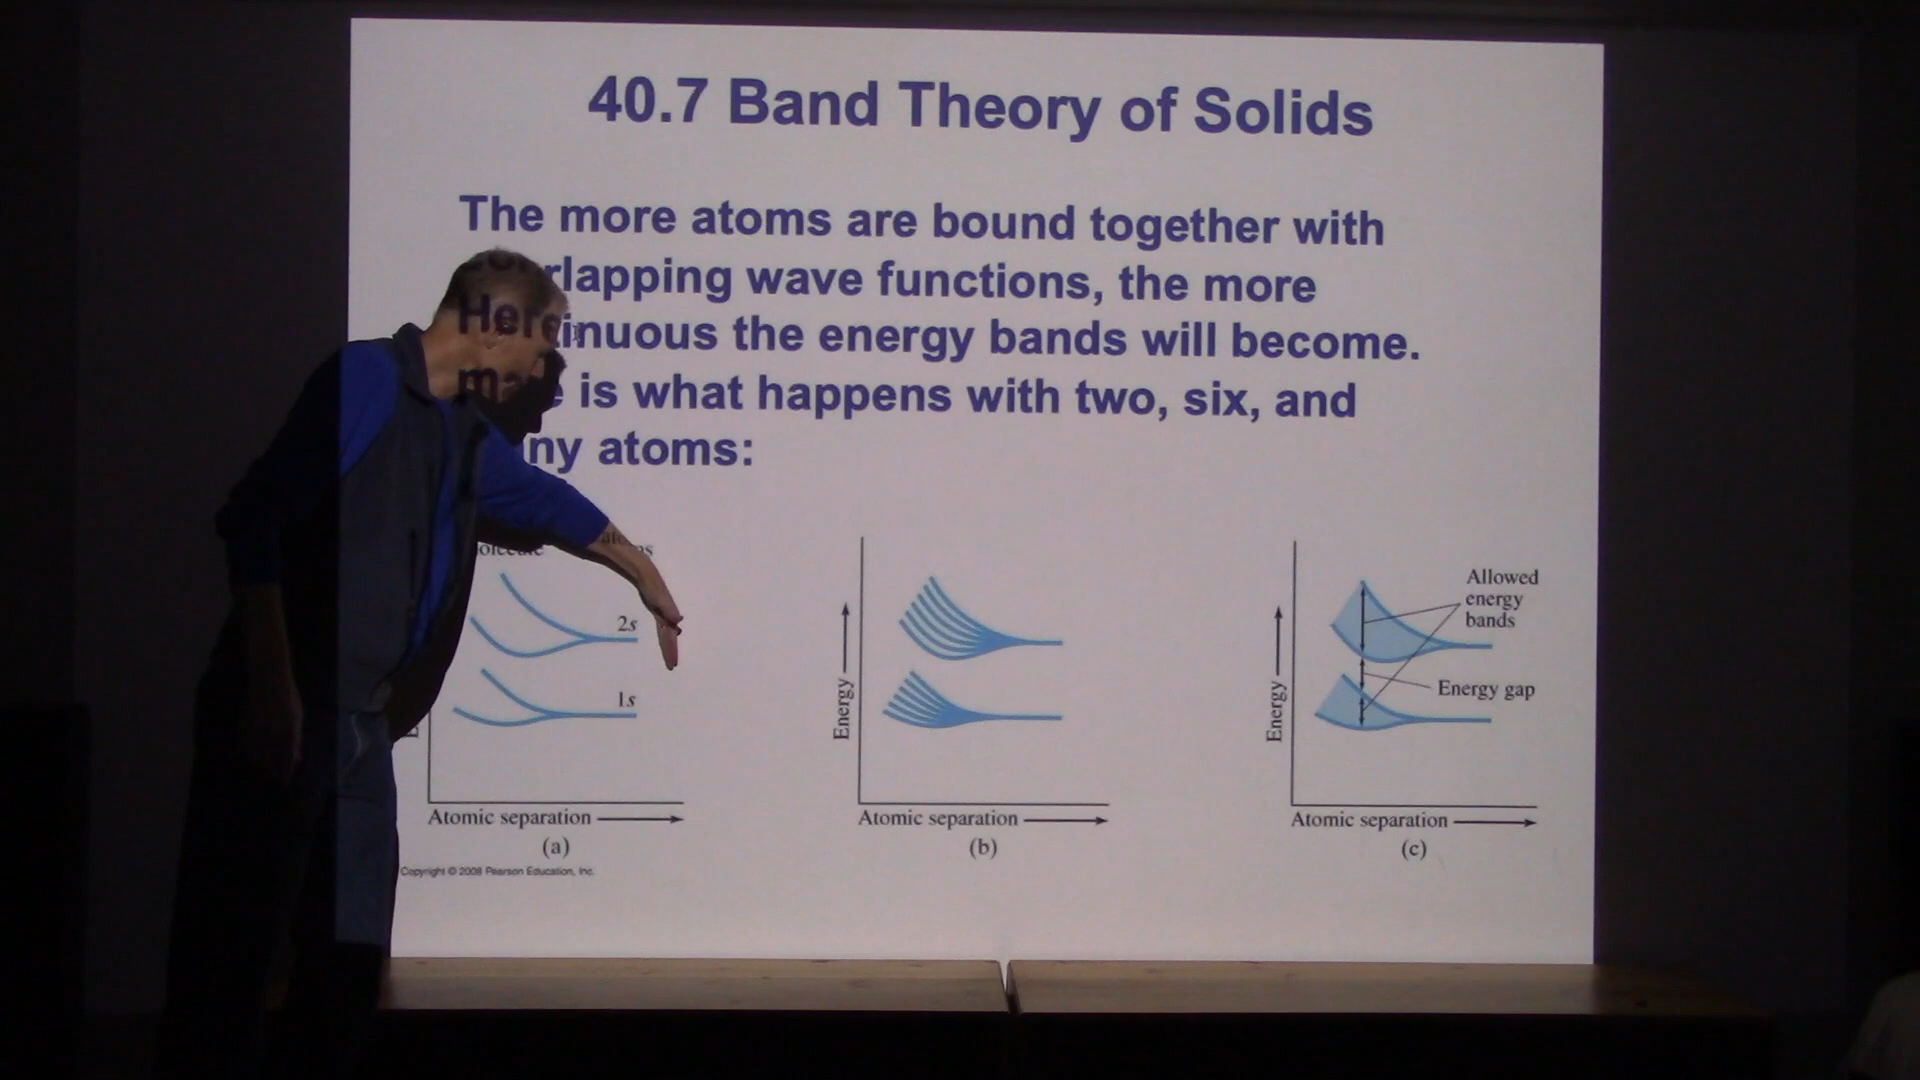 40.7 Band Theory of Solids
The more atoms are bound together with
rlapping wave functions, the more
inuous the energy bands will become.
Here is what happens with two, six, and
many atoms:
2s
1s
Atomic separation
(a)
Copyright © 2008 Pearson Education, Inc.
Energy
Atomic separation
(b)
Allowed
energy
bands
Energy gap
Energy
Atomic separation
(c)